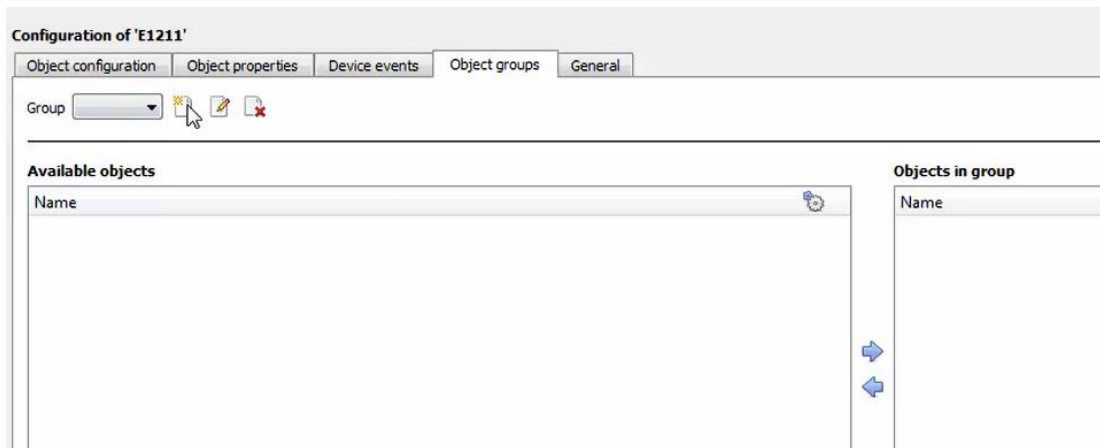 Configuration of 'E1211'
Object configuration Object properties Device events Object groups General
Group
Available objects Objects in group
Name Name